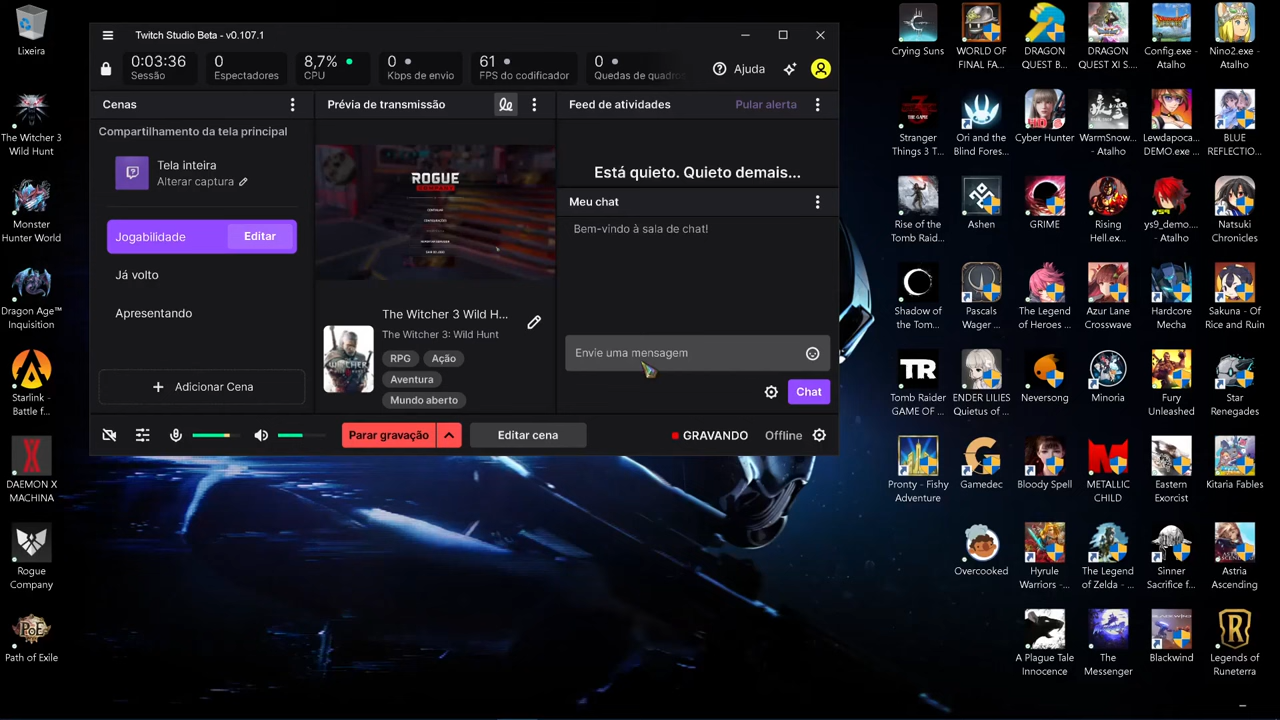 Lixeira
The Witcher 3
Wild Hunt
Monster
Hunter World
Dragon Age™
Inquisition
Starlink -
Battle f...
DAEMON X
MACHINA
Rogue
Company
Path of Exile
Twitch Studio Beta - v0.107.1
0:03:36
Sessão
0
Espectadores
8,7%
CPU
0
Kbps de envio
61
FPS do codificador
0
Quedas de quadro
Ajuda
Cenas
Compartilhamento da tela principal
Tela inteira
Alterar captura
Jogabilidade
Editar
Já volto
Apresentando
+ Adicionar Cena
Prévia de transmissão
ROGUE
COMPANY
The Witcher 3 Wild H...
The Witcher 3: Wild Hunt
RPG
Ação
Aventura
Mundo aberto
Feed de atividades
Pular alerta
Está quieto. Quieto demais...
Meu chat
Bem-vindo à sala de chat!
Envie uma mensagem
Chat
Parar gravação
Editar cena
GRAVANDO
Offline
Crying Suns
WORLD OF
FINAL FA...
DRAGON
QUEST B...
DRAGON
QUEST XI S...
Config.exe -
Atalho
Nino2.exe -
Atalho
Stranger
Things 3 T...
Ori and the
Blind Fores...
Cyber Hunter
WarmSnow...
- Atalho
Lewdapoca...
DEMO.exe ...
BLUE
REFLECTIO...
Rise of the
Tomb Raid...
Ashen
GRIME
Rising
Hell.ex...
ys9_demo...
- Atalho
Natsuki
Chronicles
Shadow of
the Tom...
Pascals
Wager ...
The Legend
of Heroes ...
Azur Lane
Crosswave
Hardcore
Mecha
Sakuna - Of
Rice and Ruin
TR
Tomb Raider
GAME OF ...
ENDER LILIES
Quietus of ...
Neversong
Minoria
Fury
Unleashed
Star
Renegades
Pronty - Fishy
Adventure
Gamedec
Bloody Spell
METALLIC
CHILD
Eastern
Exorcist
Kitaria Fables
Overcooked
Hyrule
Warriors -...
The Legend
of Zelda - ...
Sinner
Sacrifice f...
Astria
Ascending
A Plague Tale
Innocence
The
Messenger
Blackwind
Legends of
Runeterra